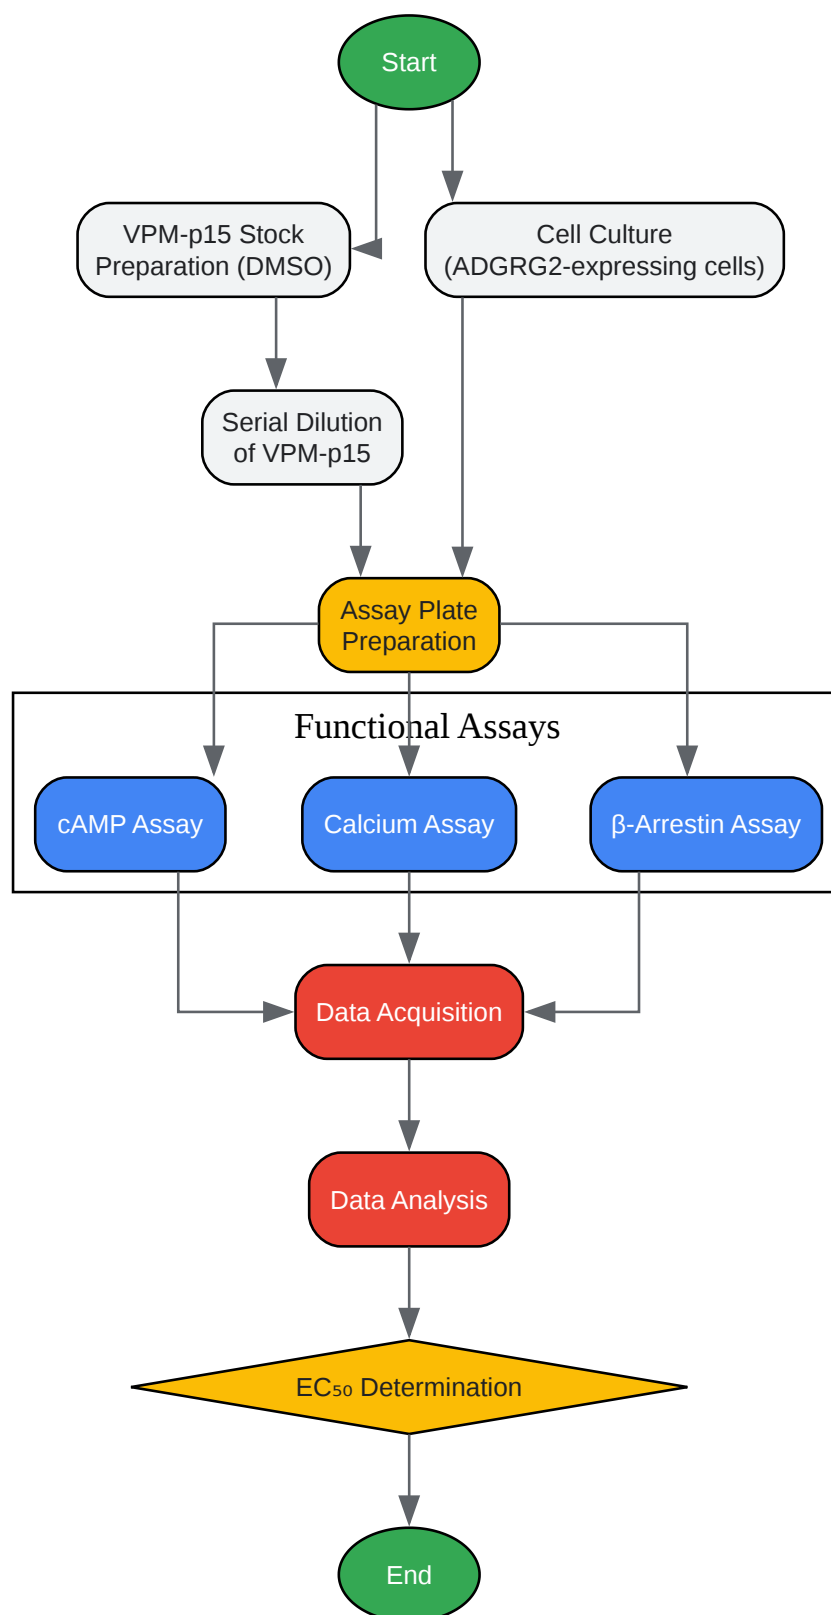 Start
VPM-p15 Stock
Preparation (DMSO)
Cell Culture
(ADGRG2-expressing cells)
Serial Dilution
of VPM-p15
Assay Plate
Preparation
Functional Assays
cAMP Assay
Calcium Assay
β-Arrestin Assay
Data Acquisition
Data Analysis
EC₅₀ Determination
End